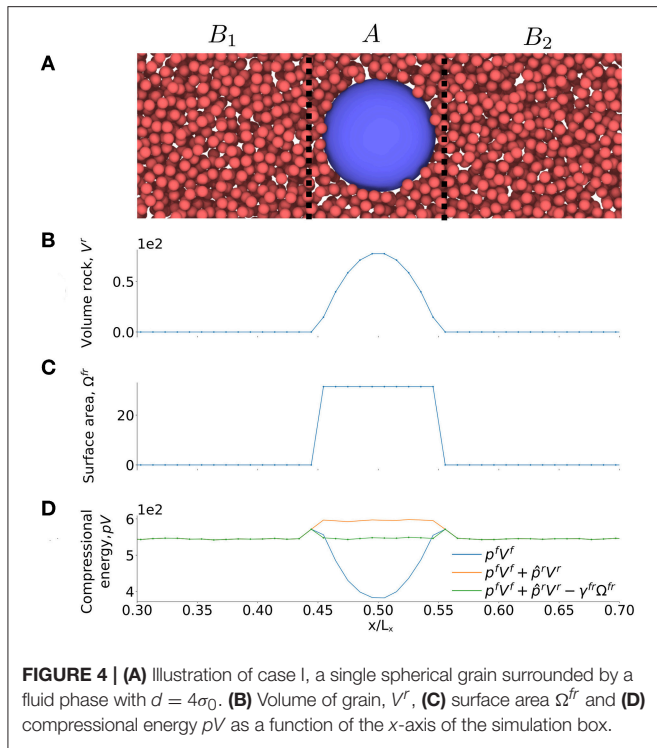 B₁ A B₂
A
B
1e2
Volume rock, Vʳ
0.5
0.0
C
Surface area, Ωᶠʳ
20
0
D
1e2
Compressional
energy, pV
6
5
4
pᶠVᶠ
pᶠVᶠ + p̂ʳVʳ
pᶠVᶠ + p̂ʳVʳ − γᶠʳΩᶠʳ
0.30 0.35 0.40 0.45 0.50 0.55 0.60 0.65 0.70
x/Lₓ
FIGURE 4 | (A) Illustration of case I, a single spherical grain surrounded by a
fluid phase with d = 4σ₀. (B) Volume of grain, Vʳ, (C) surface area Ωᶠʳ and (D)
compressional energy pV as a function of the x-axis of the simulation box.